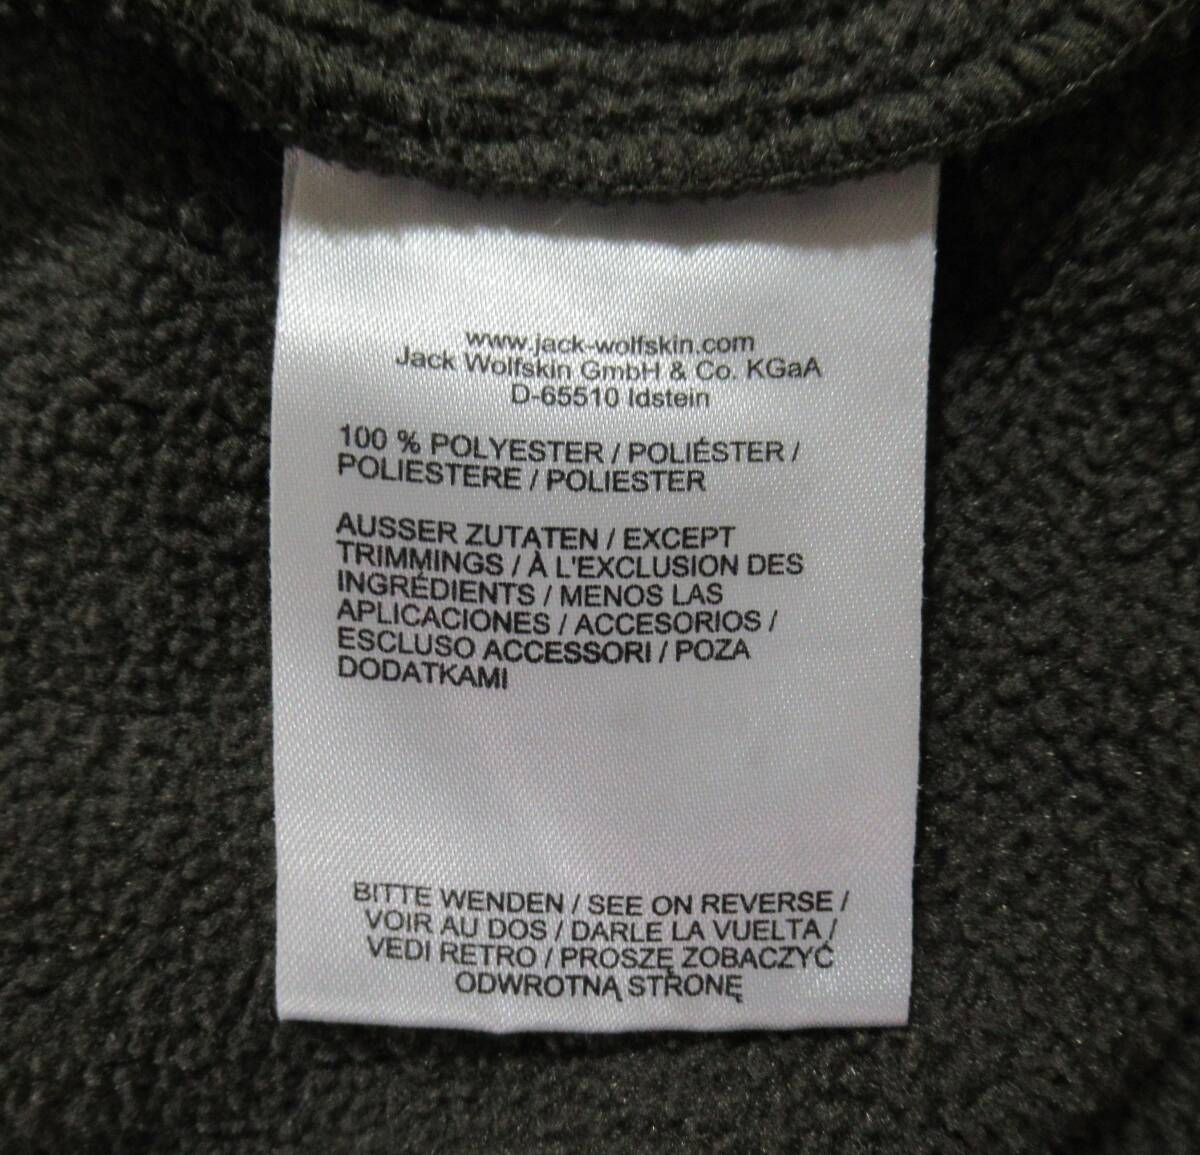 www.jack-wolfskin.com
Jack Wolfskin GmbH & Co. KGaA
D-65510 Idstein
100 % POLYESTER / POLIÉSTER /
POLIESTERE / POLIESTER
AUSSER ZUTATEN / EXCEPT
TRIMMINGS / À L'EXCLUSION DES
INGRÉDIENTS / MENOS LAS
APLICACIONES / ACCESORIOS /
ESCLUSO ACCESSORI / POZA
DODATKAMI
BITTE WENDEN / SEE ON REVERSE /
VOIR AU DOS / DARLE LA VUELTA /
VEDI RETRO / PROSZĘ ZOBACZYĆ
ODWROTNĄ STRONĘ